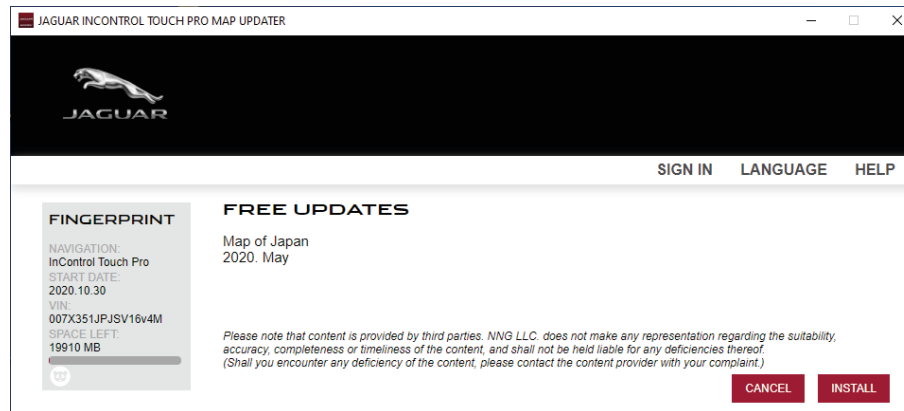 JAGUAR INCONTROL TOUCH PRO MAP UPDATER
JAGUAR
SIGN IN LANGUAGE HELP
FINGERPRINT
NAVIGATION:
InControl Touch Pro
START DATE:
2020.10.30
VIN:
007X351JPJSV16v4M
SPACE LEFT:
19910 MB
FREE UPDATES
Map of Japan
2020. May
Please note that content is provided by third parties. NNG LLC. does not make any representation regarding the suitability,
accuracy, completeness or timeliness of the content, and shall not be held liable for any deficiencies thereof.
(Shall you encounter any deficiency of the content, please contact the content provider with your complaint.)
CANCEL INSTALL